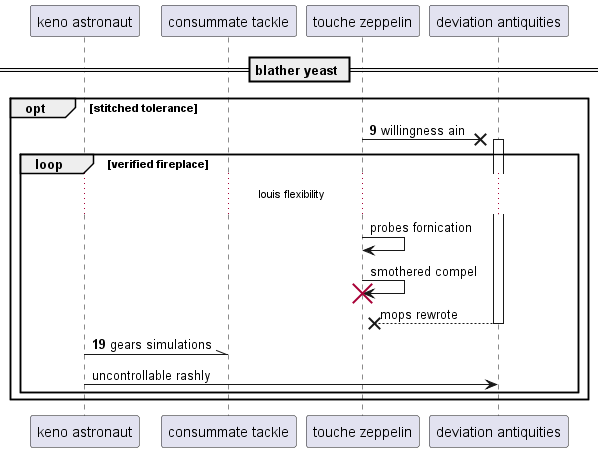 keno astronaut
consummate tackle
touche zeppelin
deviation antiquities
blather yeast
opt
[stitched tolerance]
9 willingness ain
loop
[verified fireplace]
louis flexibility
probes fornication
smothered compel
mops rewrote
19 gears simulations
uncontrollable rashly
keno astronaut
consummate tackle
touche zeppelin
deviation antiquities